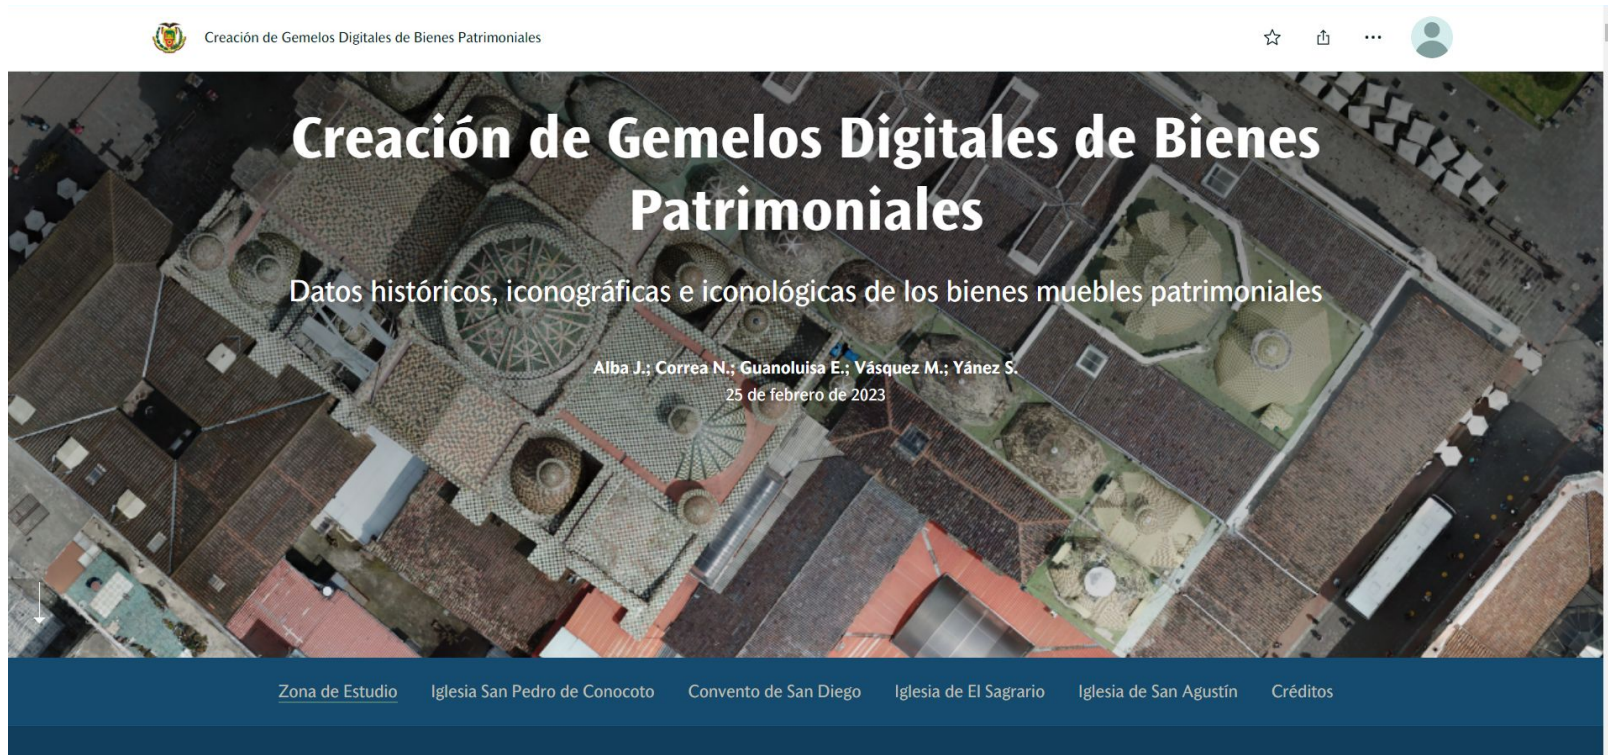 Creación de Gemelos Digitales de Bienes Patrimoniales
Creación de Gemelos Digitales de Bienes
Patrimoniales
Datos históricos, iconográficas e iconológicas de los bienes muebles patrimoniales
Alba J.; Correa N.; Guanoluisa E.; Vásquez M.; Yánez S.
25 de febrero de 2023
Zona de Estudio Iglesia San Pedro de Conocoto Convento de San Diego Iglesia de El Sagrario Iglesia de San Agustín Créditos